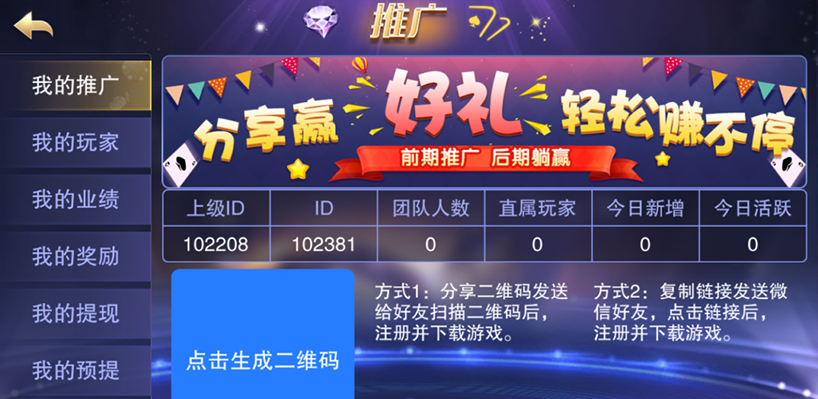 推广
我的推广
我的玩家
我的业绩
我的奖励
我的提现
我的预提
分享赢 好礼 轻松赚不停
前期推广 后期躺赢
上级ID ID 团队人数 直属玩家 今日新增 今日活跃
102208 102381 0 0 0 0
点击生成二维码
方式1：分享二维码发送
给好友扫描二维码后，
注册并下载游戏。
方式2：复制链接发送微
信好友，点击链接后，
注册并下载游戏。